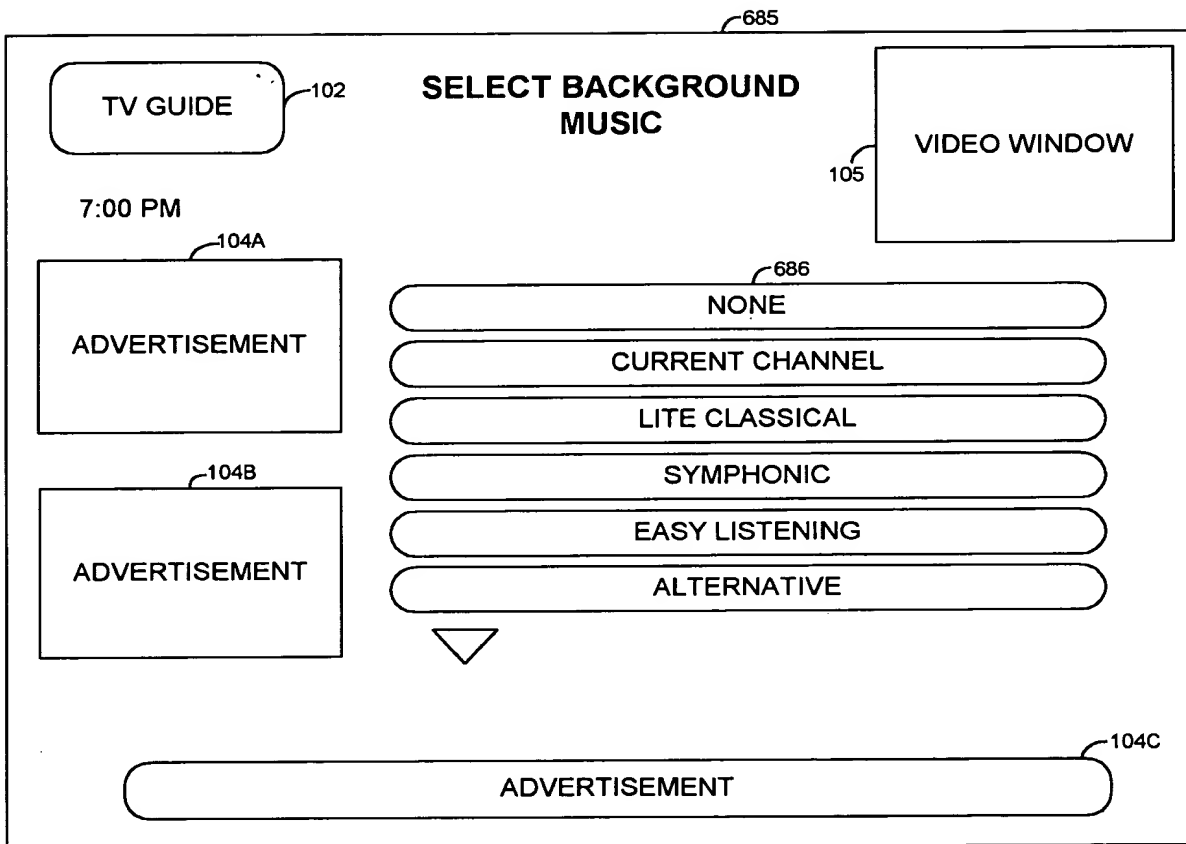 685
TV GUIDE
102
SELECT BACKGROUND
MUSIC
VIDEO WINDOW
105
7:00 PM
104A
ADVERTISEMENT
686
NONE
CURRENT CHANNEL
LITE CLASSICAL
SYMPHONIC
EASY LISTENING
ALTERNATIVE
104B
ADVERTISEMENT
104C
ADVERTISEMENT